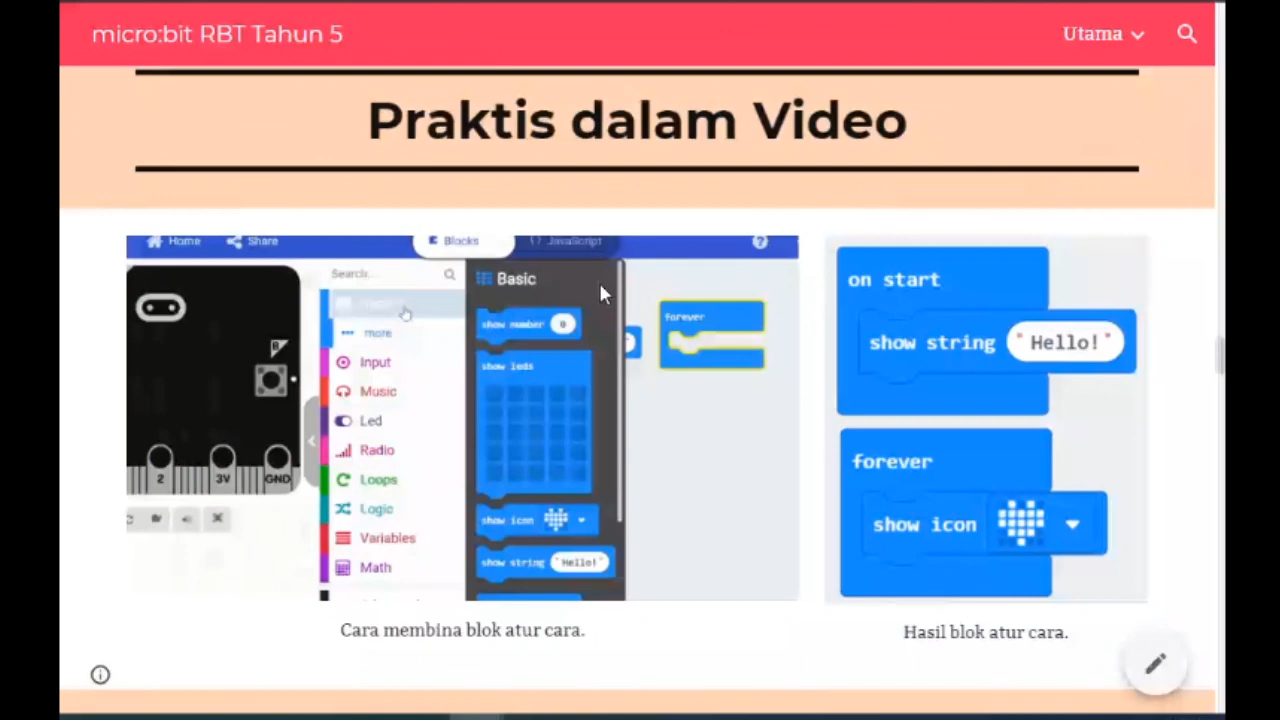 micro:bit RBT Tahun 5
Utama
Praktis dalam Video
Home
Share
Blocks
JavaScript
Search...
more
Input
Music
Led
Radio
Loops
Logic
Variables
Math
2
3V
GND
Basic
show number 0
show leds
show icon
show string "Hello!"
forever
on start
show string "Hello!"
forever
show icon
Cara membina blok atur cara.
Hasil blok atur cara.